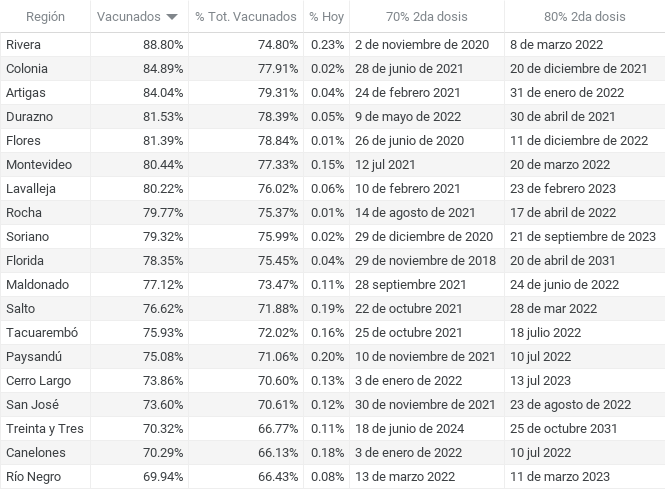 Región Vacunados % Tot. Vacunados % Hoy 70% 2da dosis 80% 2da dosis
Rivera 88.80% 74.80% 0.23% 2 de noviembre de 2020 8 de marzo 2022
Colonia 84.89% 77.91% 0.02% 28 de junio de 2021 20 de diciembre de 2021
Artigas 84.04% 79.31% 0.04% 24 de febrero 2021 31 de enero de 2022
Durazno 81.53% 78.39% 0.05% 9 de mayo de 2022 30 de abril de 2021
Flores 81.39% 78.84% 0.01% 26 de junio de 2020 11 de diciembre de 2022
Montevideo 80.44% 77.33% 0.15% 12 jul 2021 20 de marzo 2022
Lavalleja 80.22% 76.02% 0.06% 10 de febrero 2021 23 de febrero 2023
Rocha 79.77% 75.37% 0.01% 14 de agosto de 2021 17 de abril de 2022
Soriano 79.32% 75.99% 0.02% 29 de diciembre de 2020 21 de septiembre de 2023
Florida 78.35% 75.45% 0.04% 29 de noviembre de 2018 20 de abril de 2031
Maldonado 77.12% 73.47% 0.11% 28 septiembre 2021 24 de junio de 2022
Salto 76.62% 71.88% 0.19% 22 de octubre 2021 28 de mar 2022
Tacuarembó 75.93% 72.02% 0.16% 25 de octubre 2021 18 julio 2022
Paysandú 75.08% 71.06% 0.20% 10 de noviembre de 2021 10 jul 2022
Cerro Largo 73.86% 70.60% 0.13% 3 de enero de 2022 13 jul 2023
San José 73.60% 70.61% 0.12% 30 de noviembre de 2021 23 de agosto de 2022
Treinta y Tres 70.32% 66.77% 0.11% 18 de junio de 2024 25 de octubre 2031
Canelones 70.29% 66.13% 0.18% 3 de enero de 2022 10 jul 2022
Río Negro 69.94% 66.43% 0.08% 13 de marzo 2022 11 de marzo 2023